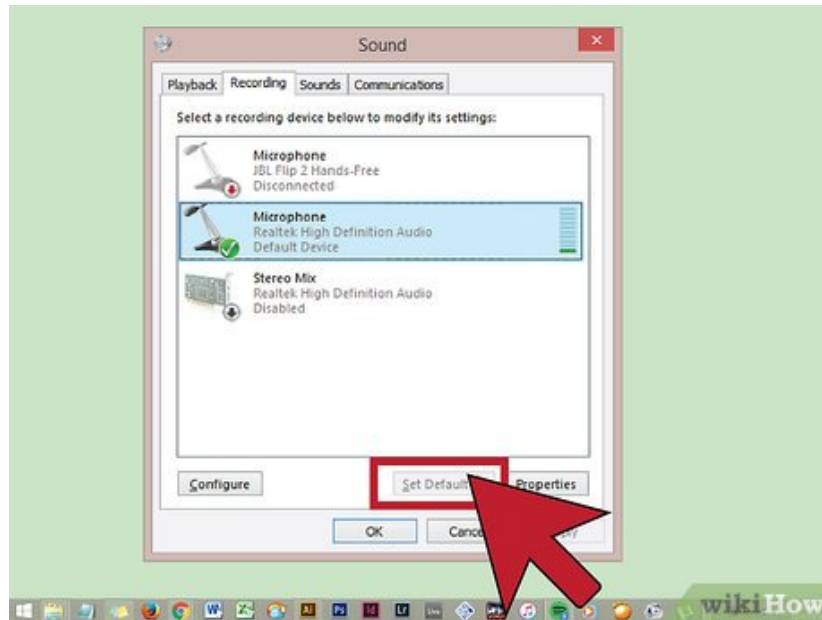 Sound
Playback Recording Sounds Communications
Select a recording device below to modify its settings:
Microphone
JBL Flip 2 Hands-Free
Disconnected
Microphone
Realtek High Definition Audio
Default Device
Stereo Mix
Realtek High Definition Audio
Disabled
Configure Set Default Properties
OK
wikiHow